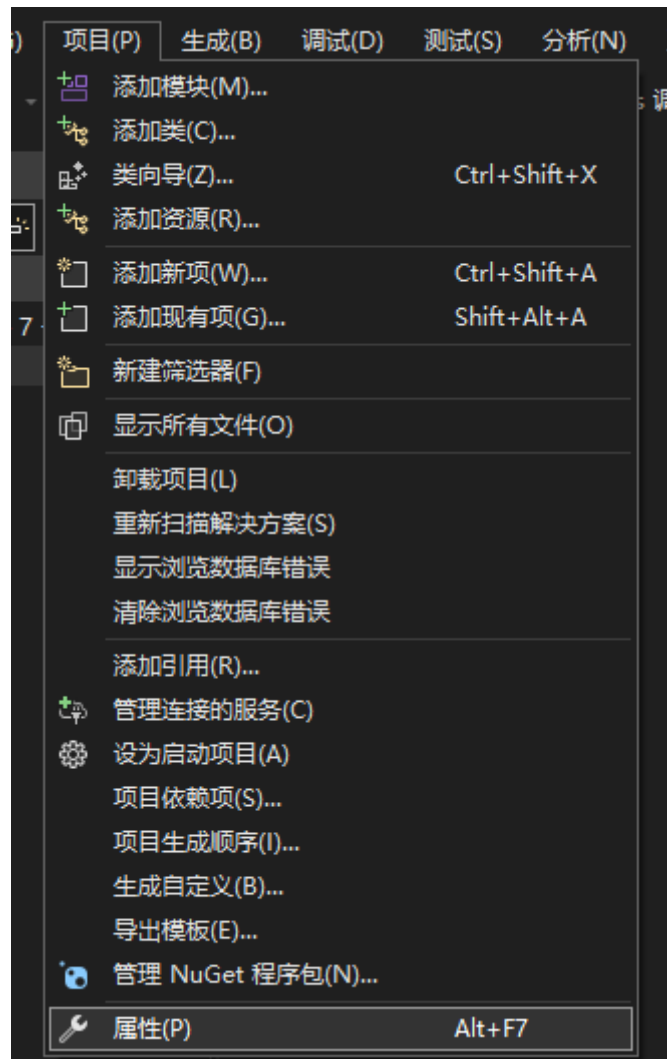 项目(P) 生成(B) 调试(D) 测试(S) 分析(N)
添加模块(M)...
添加类(C)...
类向导(Z)... Ctrl+Shift+X
添加资源(R)...
添加新项(W)... Ctrl+Shift+A
添加现有项(G)... Shift+Alt+A
7
新建筛选器(F)
显示所有文件(O)
卸载项目(L)
重新扫描解决方案(S)
显示浏览数据库错误
清除浏览数据库错误
添加引用(R)...
管理连接的服务(C)
设为启动项目(A)
项目依赖项(S)...
项目生成顺序(I)...
生成自定义(B)...
导出模板(E)...
管理 NuGet 程序包(N)...
属性(P) Alt+F7